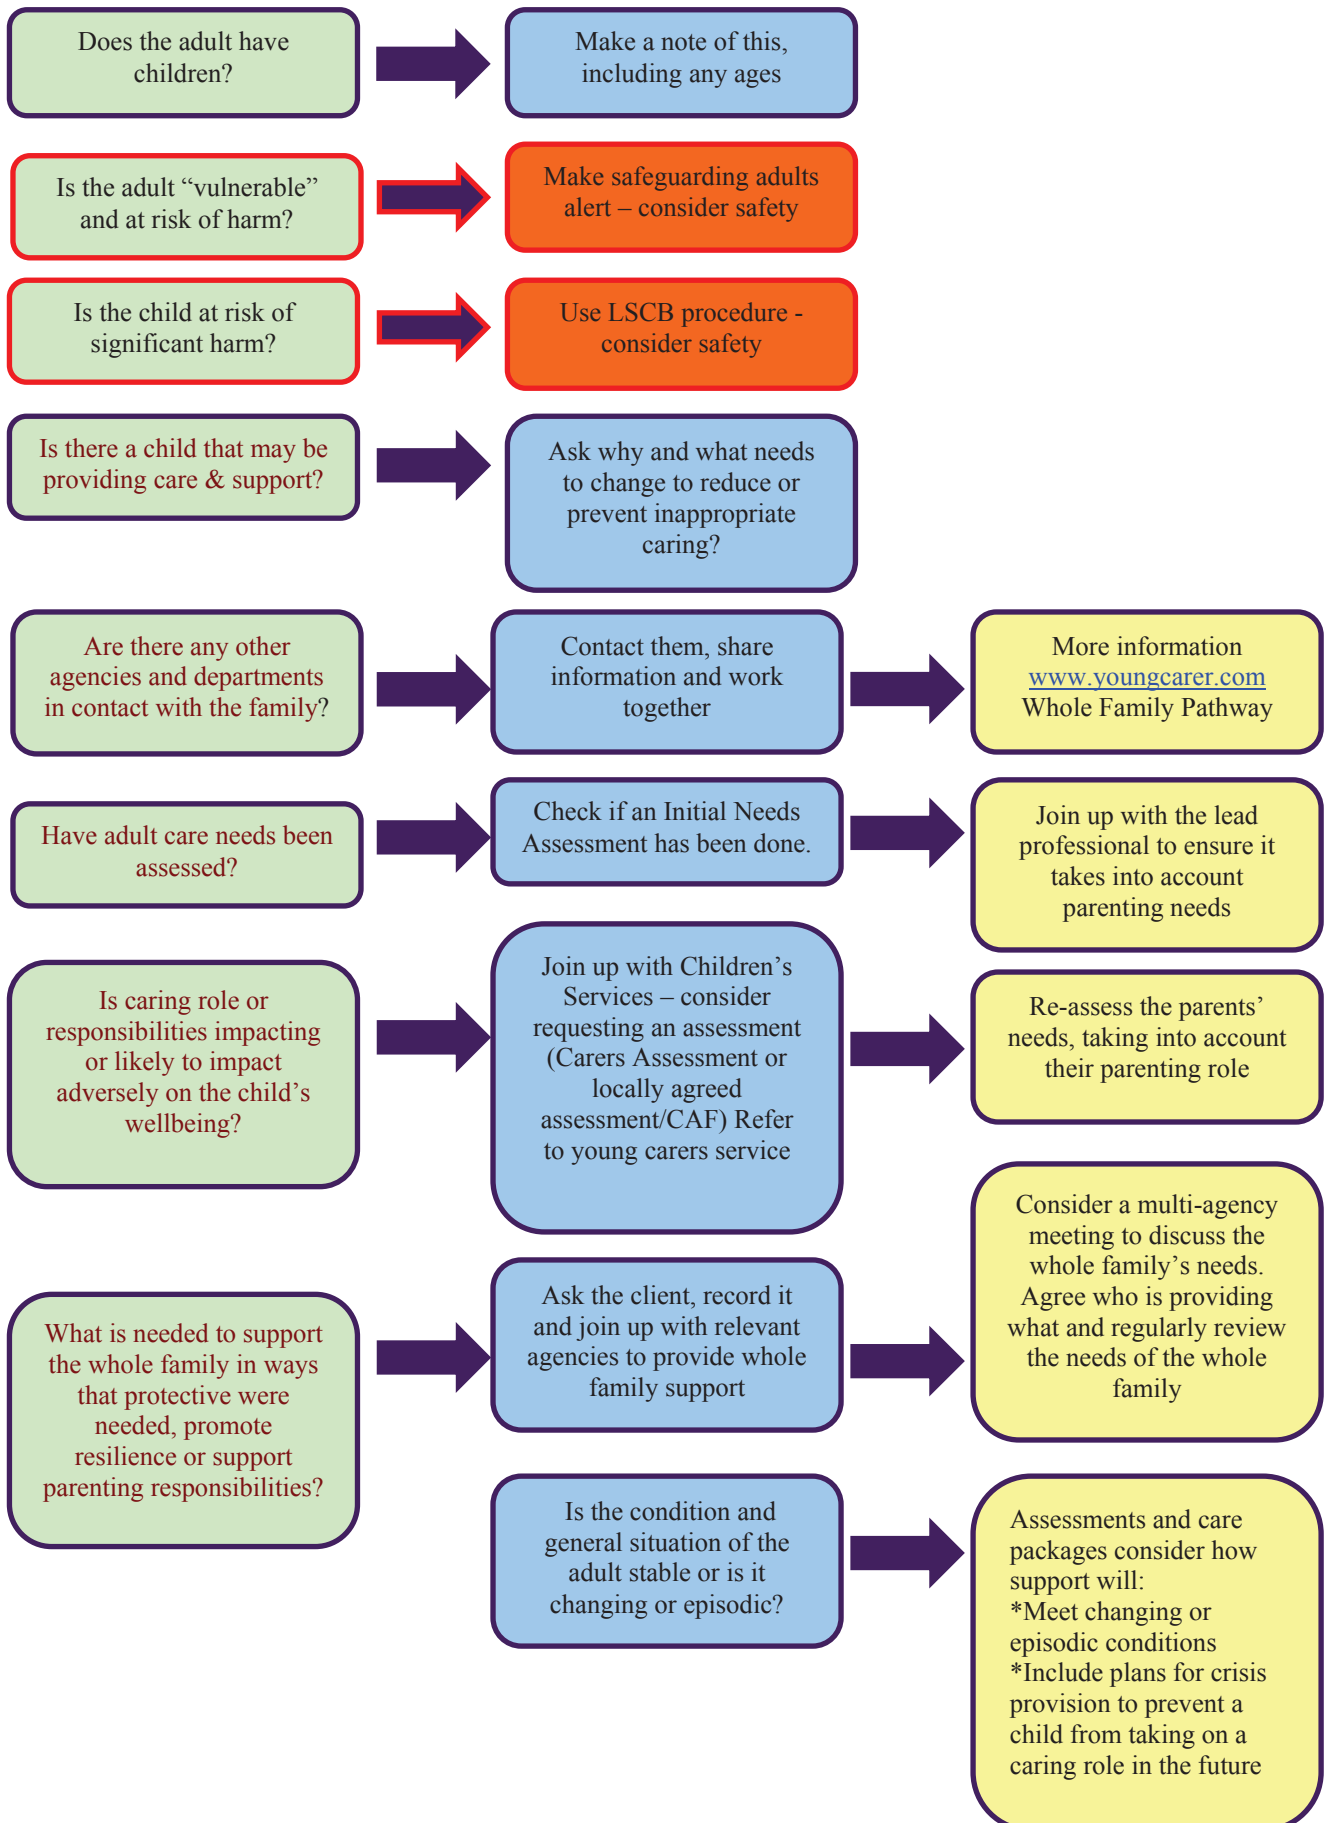 Does the adult have
children?
Make a note of this,
including any ages
Is the adult “vulnerable”
and at risk of harm?
Make safeguarding adults
alert – consider safety
Is the child at risk of
significant harm?
Use LSCB procedure -
consider safety
Is there a child that may be
providing care & support?
Ask why and what needs
to change to reduce or
prevent inappropriate
caring?
Are there any other
agencies and departments
in contact with the family?
Contact them, share
information and work
together
More information
www.youngcarer.com
Whole Family Pathway
Have adult care needs been
assessed?
Check if an Initial Needs
Assessment has been done.
Join up with the lead
professional to ensure it
takes into account
parenting needs
Is caring role or
responsibilities impacting
or likely to impact
adversely on the child’s
wellbeing?
Join up with Children’s
Services – consider
requesting an assessment
(Carers Assessment or
locally agreed
assessment/CAF) Refer
to young carers service
Re-assess the parents’
needs, taking into account
their parenting role
What is needed to support
the whole family in ways
that protective were
needed, promote
resilience or support
parenting responsibilities?
Ask the client, record it
and join up with relevant
agencies to provide whole
family support
Consider a multi-agency
meeting to discuss the
whole family’s needs.
Agree who is providing
what and regularly review
the needs of the whole
family
Is the condition and
general situation of the
adult stable or is it
changing or episodic?
Assessments and care
packages consider how
support will:
*Meet changing or
episodic conditions
*Include plans for crisis
provision to prevent a
child from taking on a
caring role in the future